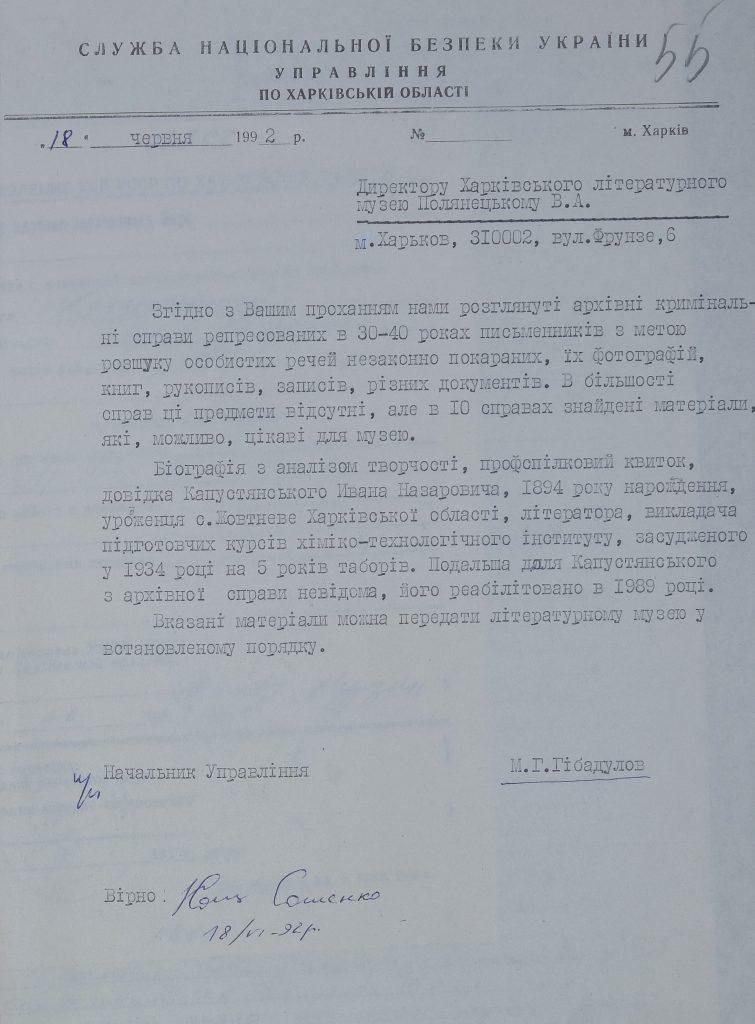 55
СЛУЖБА НАЦІОНАЛЬНОЇ БЕЗПЕКИ УКРАЇНИ
УПРАВЛІННЯ
ПО ХАРКІВСЬКІЙ ОБЛАСТІ
„18" червня 1992 р. №________ м. Харків
Директору Харківського літературного
музею Полянецькому В.А.
м.Харьков, 310002, вул.Фрунзе,6
Згідно з Вашим проханням нами розглянуті архівні криміналь-
ні справи репресованих в 30-40 роках письменників з метою
розшуку особистих речей незаконно покараних, їх фотографій,
книг, рукописів, записів, різних документів. В більшості
справ ці предмети відсутні, але в 10 справах знайдені матеріали,
які, можливо, цікаві для музею.
Біографія з аналізом творчості, профспілковий квиток,
довідка Капустянського Ивана Назаровича, 1894 року народження,
уроженця с.Жовтневе Харківської області, літератора, викладача
підготовчих курсів хіміко-технологічного інституту, засудженого
у 1934 році на 5 років таборів. Подальша доля Капустянського
з архівної справи невідома, його реабілітовано в 1989 році.
Вказані матеріали можна передати літературному музею у
встановленому порядку.
Начальник Управління М.Г.Гібадулов
Вірно:
18/VI-92р.